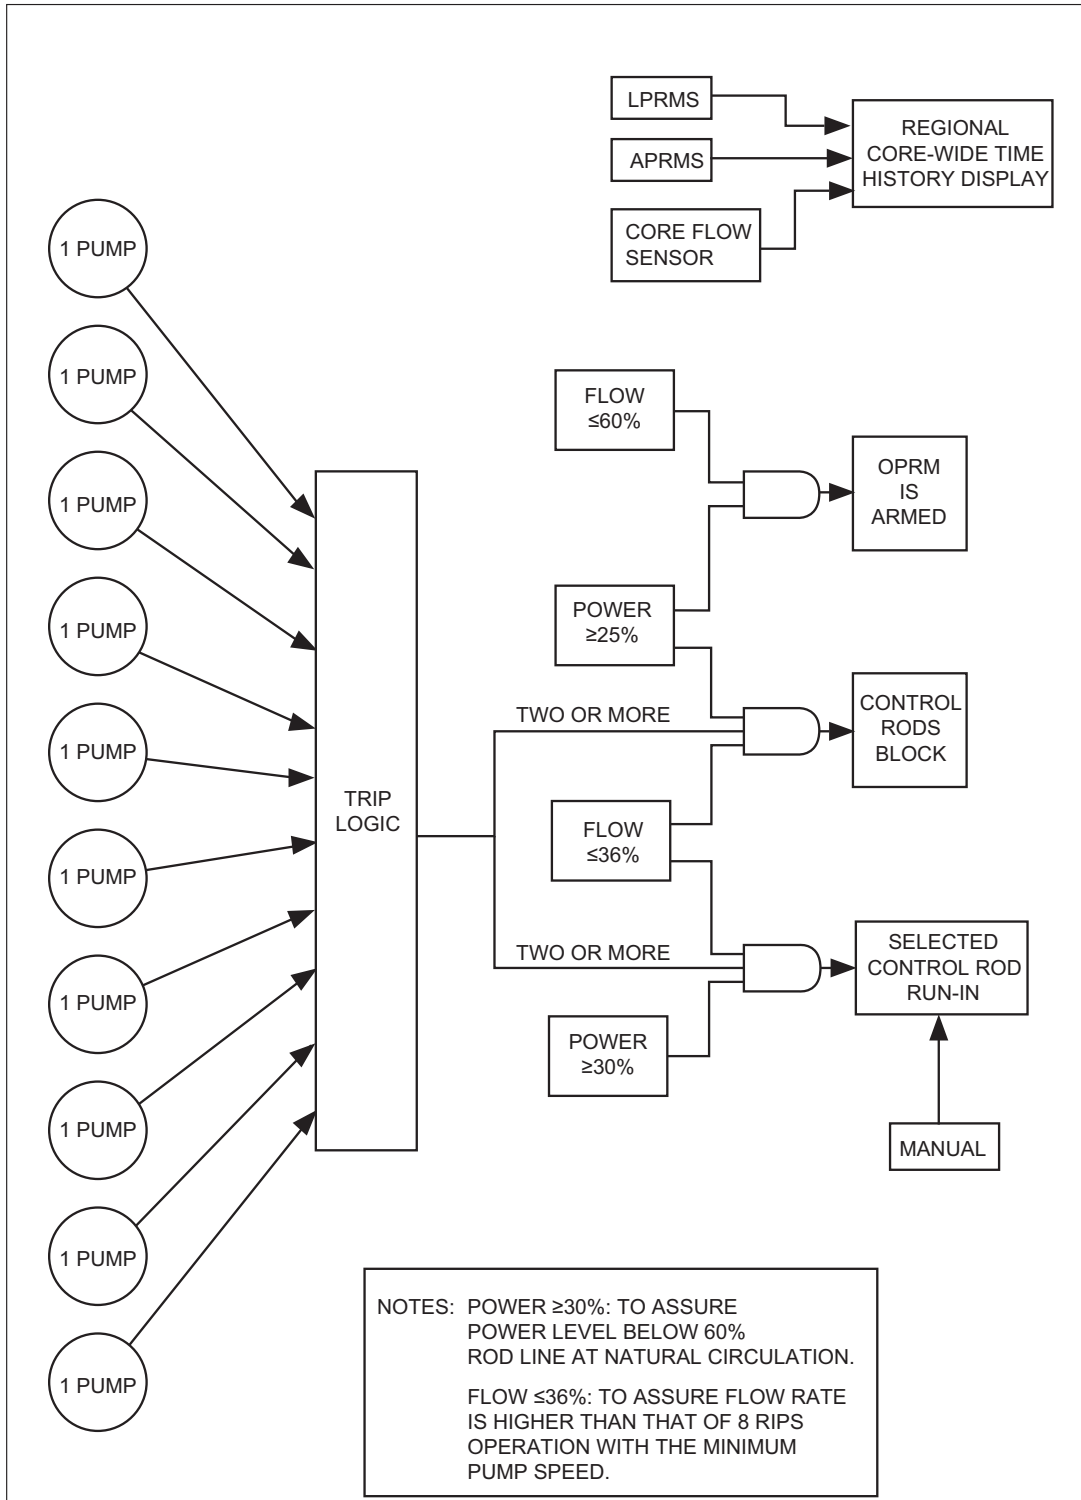 LPRMS
APRMS
CORE FLOW
SENSOR
REGIONAL
CORE-WIDE TIME
HISTORY DISPLAY
1 PUMP
1 PUMP
1 PUMP
1 PUMP
1 PUMP
1 PUMP
1 PUMP
1 PUMP
1 PUMP
1 PUMP
TRIP
LOGIC
FLOW
≤60%
OPRM
IS
ARMED
POWER
≥25%
TWO OR MORE
CONTROL
RODS
BLOCK
FLOW
≤36%
TWO OR MORE
SELECTED
CONTROL ROD
RUN-IN
POWER
≥30%
MANUAL
NOTES: POWER ≥30%: TO ASSURE
POWER LEVEL BELOW 60%
ROD LINE AT NATURAL CIRCULATION.
FLOW ≤36%: TO ASSURE FLOW RATE
IS HIGHER THAN THAT OF 8 RIPS
OPERATION WITH THE MINIMUM
PUMP SPEED.